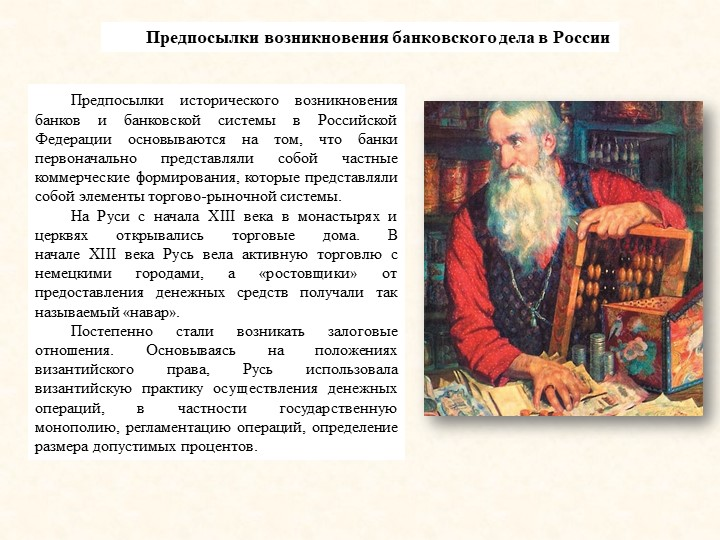 Предпосылки возникновения банковского дела в России
Предпосылки исторического возникновения
банков и банковской системы в Российской
Федерации основываются на том, что банки
первоначально представляли собой частные
коммерческие формирования, которые представляли
собой элементы торгово-рыночной системы.
На Руси с начала XIII века в монастырях и
церквях открывались торговые дома. В
начале XIII века Русь вела активную торговлю с
немецкими городами, а «ростовщики» от
предоставления денежных средств получали так
называемый «навар».
Постепенно стали возникать залоговые
отношения. Основываясь на положениях
византийского права, Русь использовала
византийскую практику осуществления денежных
операций, в частности государственную
монополию, регламентацию операций, определение
размера допустимых процентов.